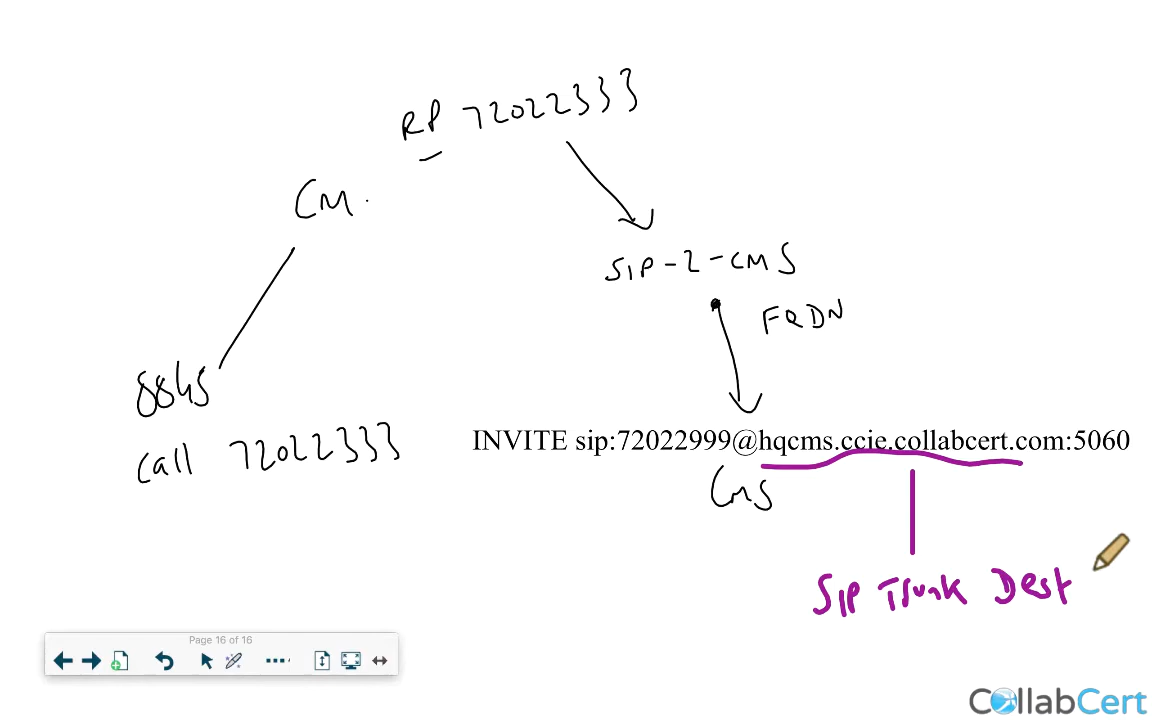 RP 72022333
CM.
SIP-2-CMS
FQDN
8845
call 72022333
INVITE sip:72022999@hqcms.ccie.collabcert.com:5060
CMS
SIP Trunk Dest
Page 16 of 16
CollabCert